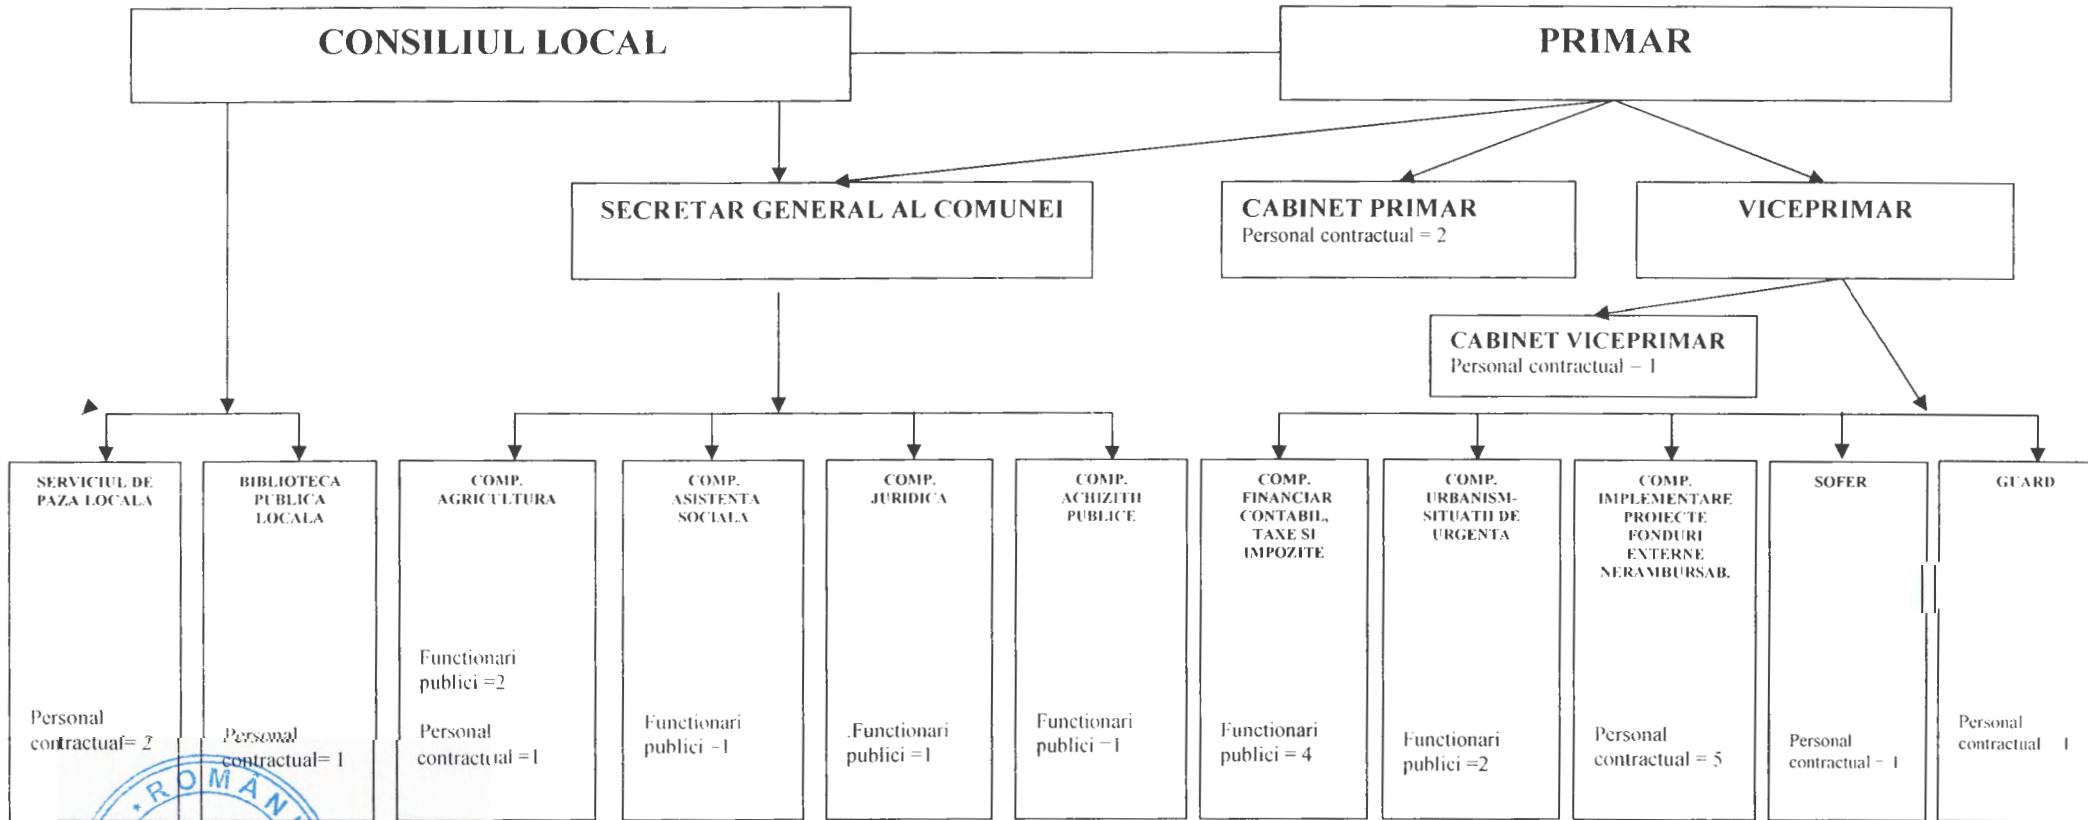 CONSILIUL LOCAL
PRIMAR
SECRETAR GENERAL AL COMUNEI
CABINET PRIMAR
Personal contractual = 2
VICEPRIMAR
CABINET VICEPRIMAR
Personal contractual = 1
SERVICIUL DE
PAZA LOCALA
Personal
contractual= 2
BIBLIOTECA
PUBLICA
LOCALA
Personal
contractual= 1
COMP.
AGRICULTURA
Functionari
publici =2
Personal
contractual =1
COMP.
ASISTENTA
SOCIALA
Functionari
publici =1
COMP.
JURIDICA
.Functionari
publici =1
COMP.
ACHIZITII
PUBLICE
Functionari
publici =1
COMP.
FINANCIAR
CONTABIL,
TAXE SI
IMPOZITE
Functionari
publici = 4
COMP.
URBANISM-
SITUATII DE
URGENTA
Functionari
publici =2
COMP.
IMPLEMENTARE
PROIECTE
FONDURI
EXTERNE
NERAMBURSAB.
Personal
contractual = 5
SOFER
Personal
contractual = 1
GUARD
Personal
contractual = 1
* ROMÂN